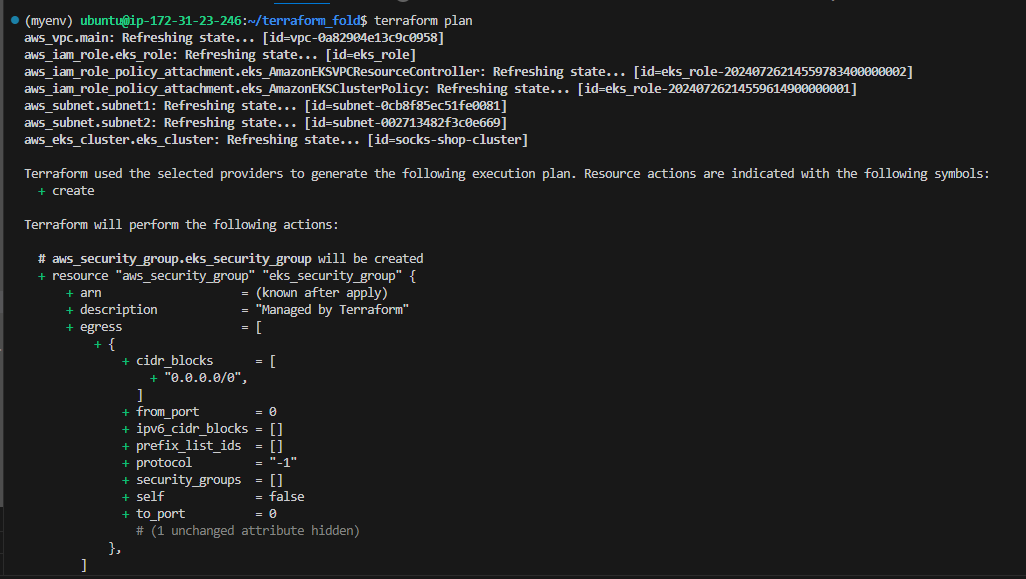 (myenv) ubuntu@ip-172-31-23-246:~/terraform_fold$ terraform plan
aws_vpc.main: Refreshing state... [id=vpc-0a82904e13c9c0958]
aws_iam_role.eks_role: Refreshing state... [id=eks_role]
aws_iam_role_policy_attachment.eks_AmazonEKSVPCResourceController: Refreshing state... [id=eks_role-20240726214559783400000002]
aws_iam_role_policy_attachment.eks_AmazonEKSClusterPolicy: Refreshing state... [id=eks_role-20240726214559614900000001]
aws_subnet.subnet1: Refreshing state... [id=subnet-0cb8f85ec51fe0081]
aws_subnet.subnet2: Refreshing state... [id=subnet-002713482f3c0e669]
aws_eks_cluster.eks_cluster: Refreshing state... [id=socks-shop-cluster]
Terraform used the selected providers to generate the following execution plan. Resource actions are indicated with the following symbols:
+ create
Terraform will perform the following actions:
# aws_security_group.eks_security_group will be created
+ resource "aws_security_group" "eks_security_group" {
+ arn = (known after apply)
+ description = "Managed by Terraform"
+ egress = [
+ {
+ cidr_blocks = [
+ "0.0.0.0/0",
]
+ from_port = 0
+ ipv6_cidr_blocks = []
+ prefix_list_ids = []
+ protocol = "-1"
+ security_groups = []
+ self = false
+ to_port = 0
# (1 unchanged attribute hidden)
},
]